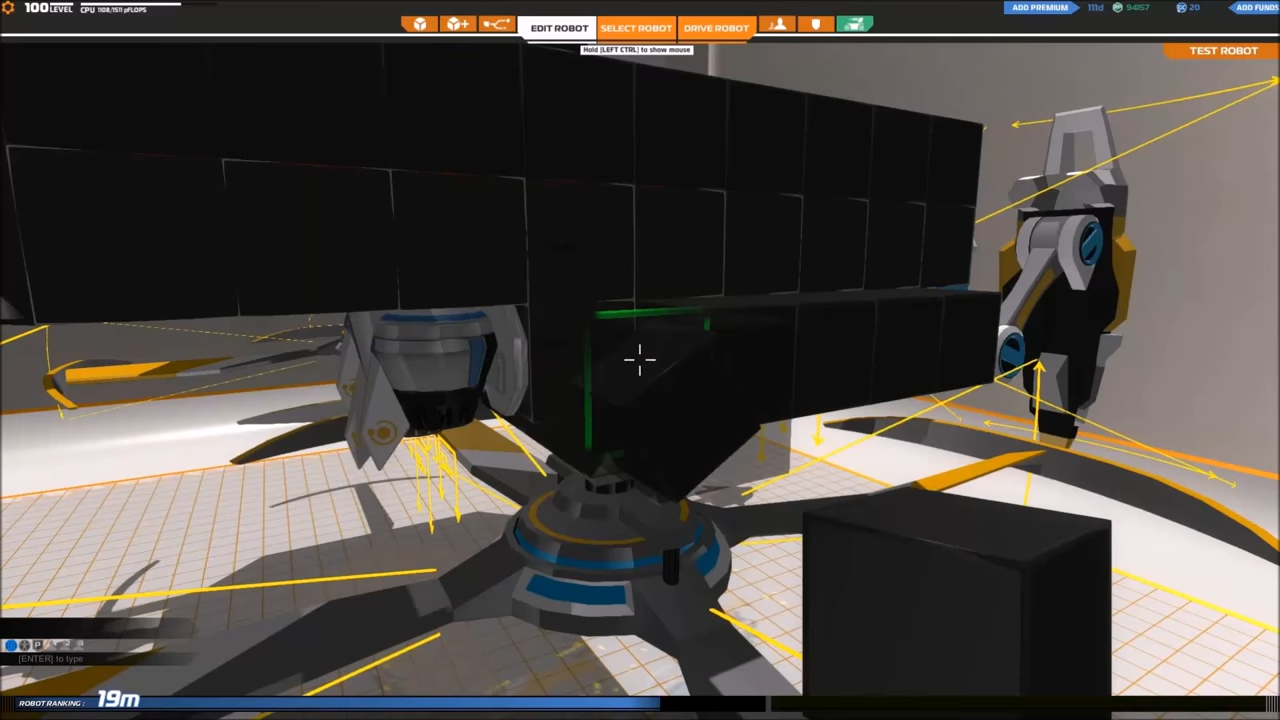 100 LEVEL CPU 1108/1511 pFLOPS
ADD PREMIUM 111d 94157 20 ADD FUNDS
EDIT ROBOT SELECT ROBOT DRIVE ROBOT
Hold [LEFT CTRL] to show mouse
TEST ROBOT
P
[ENTER] to type
ROBOT RANKING: 19m